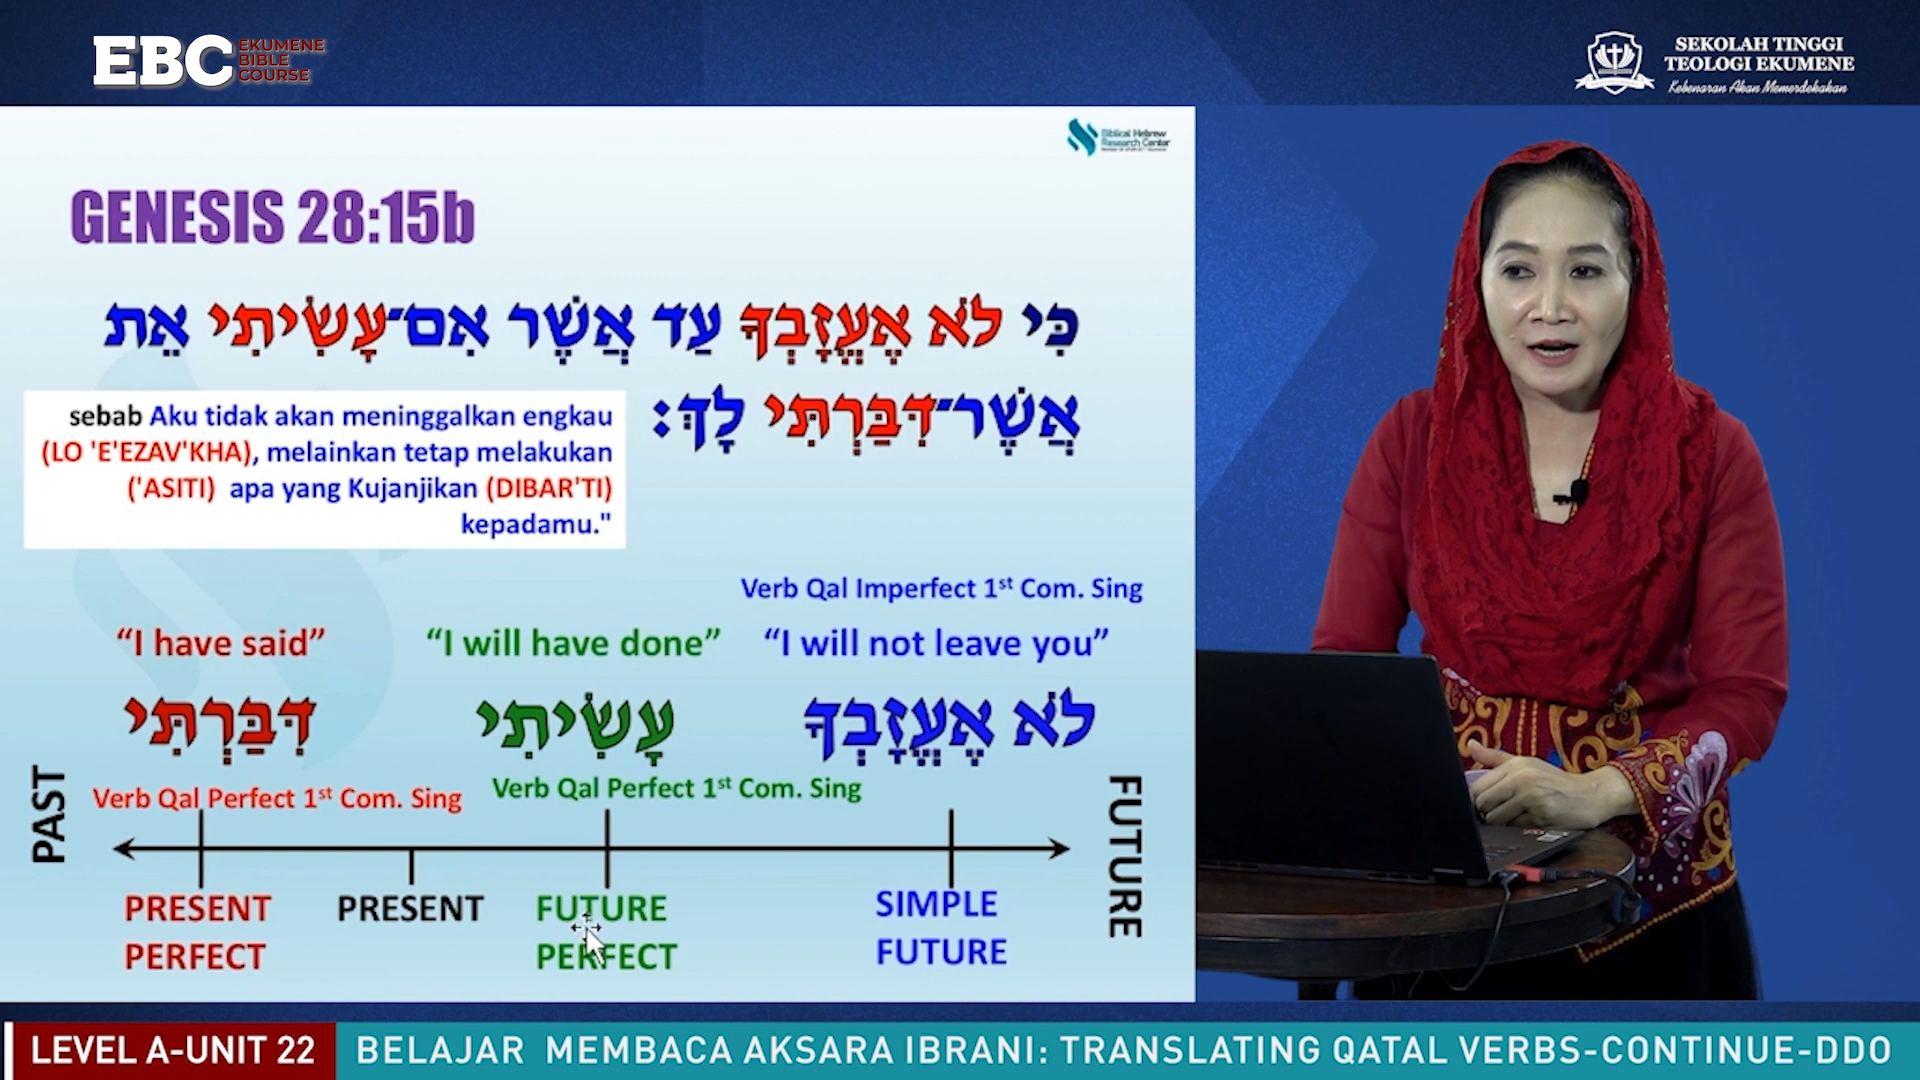 EBC EKUMENE
BIBLE
COURSE
SEKOLAH TINGGI
TEOLOGI EKUMENE
Kebenaran Akan Memerdekakan
Biblical Hebrew
Research Center
GENESIS 28:15b
כִּי לֹא אֶעֱזָבְךָ עַד אֲשֶׁר אִם־עָשִׂיתִי אֵת
אֲשֶׁר־דִּבַּרְתִּי לָךְ׃
sebab Aku tidak akan meninggalkan engkau
(LO 'E'EZAV'KHA), melainkan tetap melakukan
('ASITI) apa yang Kujanjikan (DIBAR'TI)
kepadamu."
Verb Qal Imperfect 1st Com. Sing
“I have said” “I will have done” “I will not leave you”
דִּבַּרְתִּי עָשִׂיתִי לֹא אֶעֱזָבְךָ
Verb Qal Perfect 1st Com. Sing Verb Qal Perfect 1st Com. Sing
PAST
FUTURE
PRESENT
PERFECT
PRESENT
FUTURE
PERFECT
SIMPLE
FUTURE
LEVEL A-UNIT 22
BELAJAR MEMBACA AKSARA IBRANI: TRANSLATING QATAL VERBS-CONTINUE-DDO